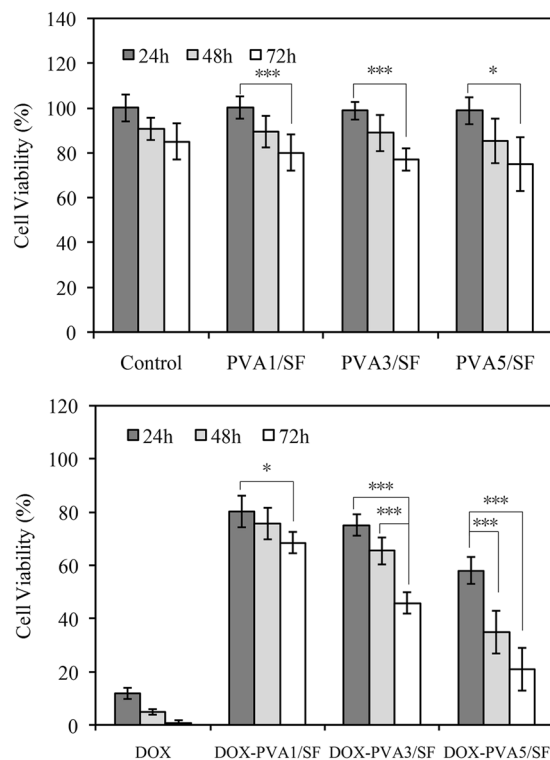 140
120
100
80
60
40
20
0
Cell Viability (%)
24h 48h 72h
*** *** *
Control PVA1/SF PVA3/SF PVA5/SF
120
100
80
60
40
20
0
Cell Viability (%)
24h 48h 72h
* *** ***
*** ***
DOX DOX-PVA1/SF DOX-PVA3/SF DOX-PVA5/SF